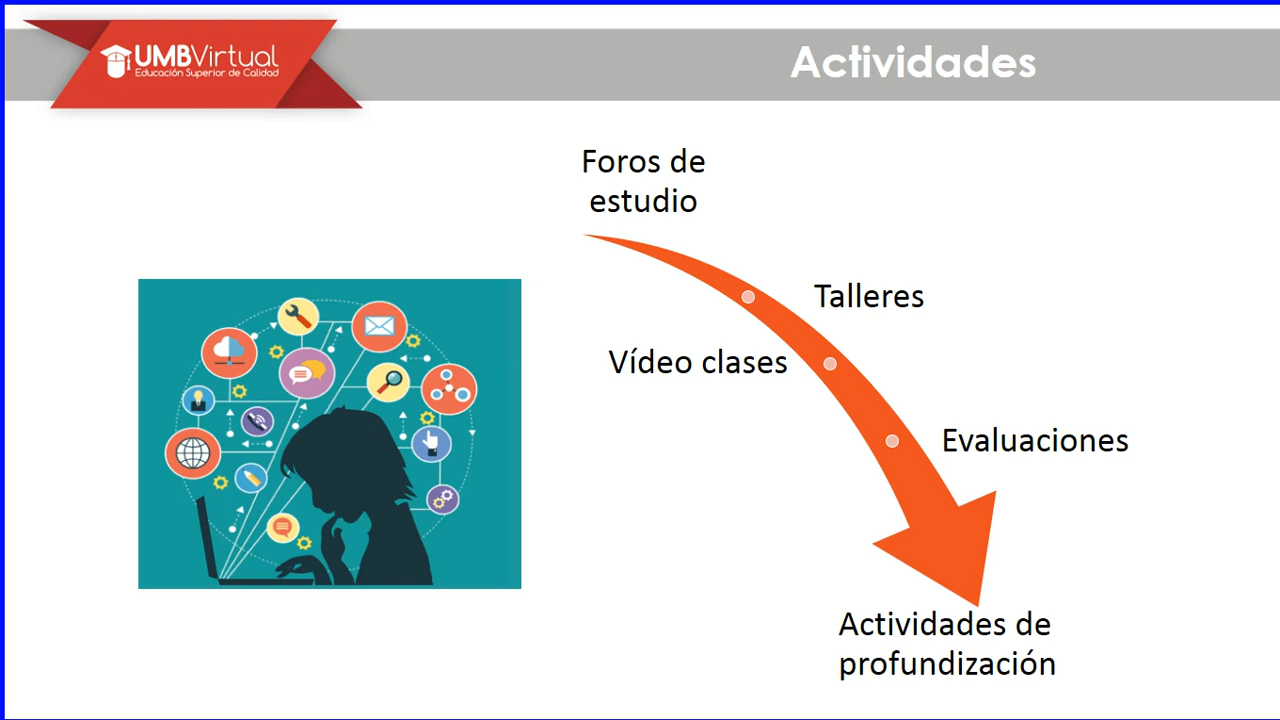 UMBVirtual
Educación Superior de Calidad
Actividades
Foros de
estudio
Talleres
Vídeo clases
Evaluaciones
Actividades de
profundización